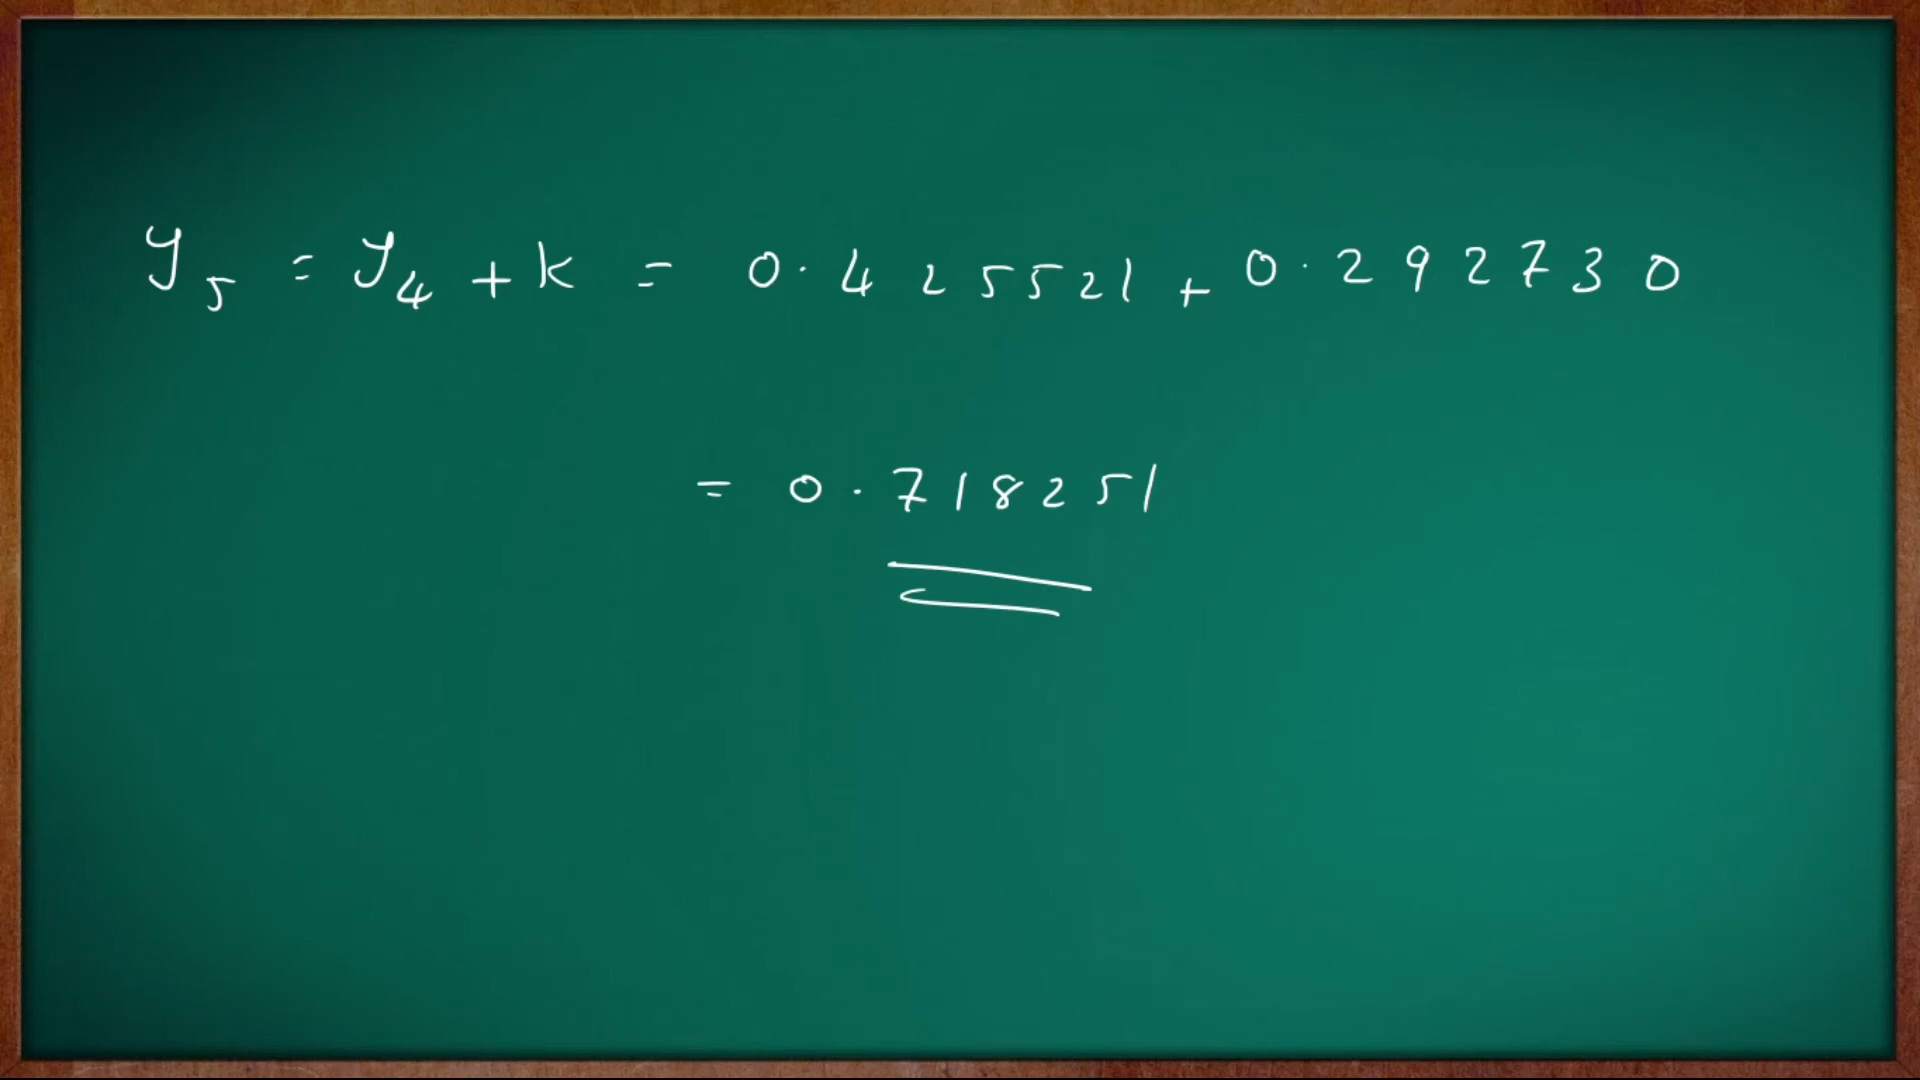 y₅ = y₄ + k = 0.425521 + 0.292730
= 0.718251